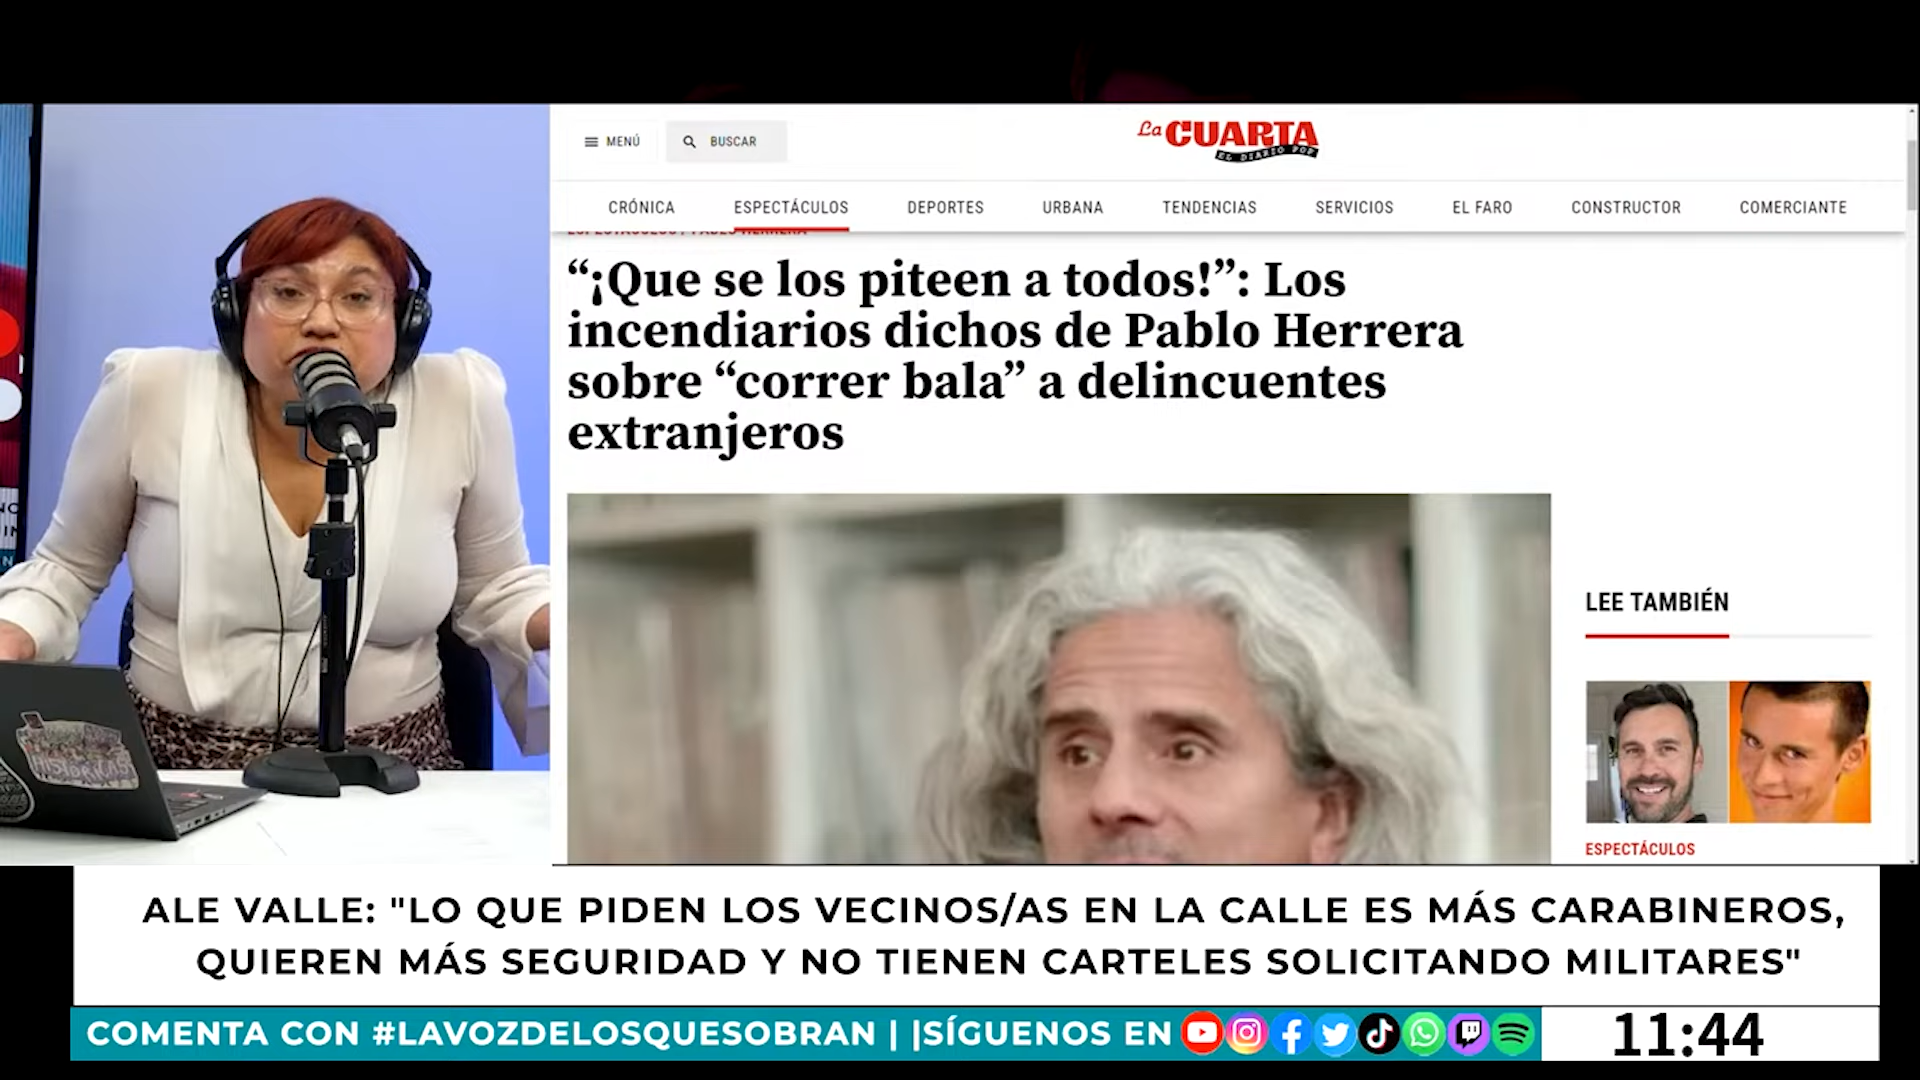 MENÚ
BUSCAR
La CUARTA
EL DIARIO POP
CRÓNICA
ESPECTÁCULOS
DEPORTES
URBANA
TENDENCIAS
SERVICIOS
EL FARO
CONSTRUCTOR
COMERCIANTE
“¡Que se los piteen a todos!”: Los
incendiarios dichos de Pablo Herrera
sobre “correr bala” a delincuentes
extranjeros
LEE TAMBIÉN
ESPECTÁCULOS
HISTÓRICAS
ALE VALLE: "LO QUE PIDEN LOS VECINOS/AS EN LA CALLE ES MÁS CARABINEROS,
QUIEREN MÁS SEGURIDAD Y NO TIENEN CARTELES SOLICITANDO MILITARES"
COMENTA CON #LAVOZDELOSQUESOBRAN | |SÍGUENOS EN
11:44